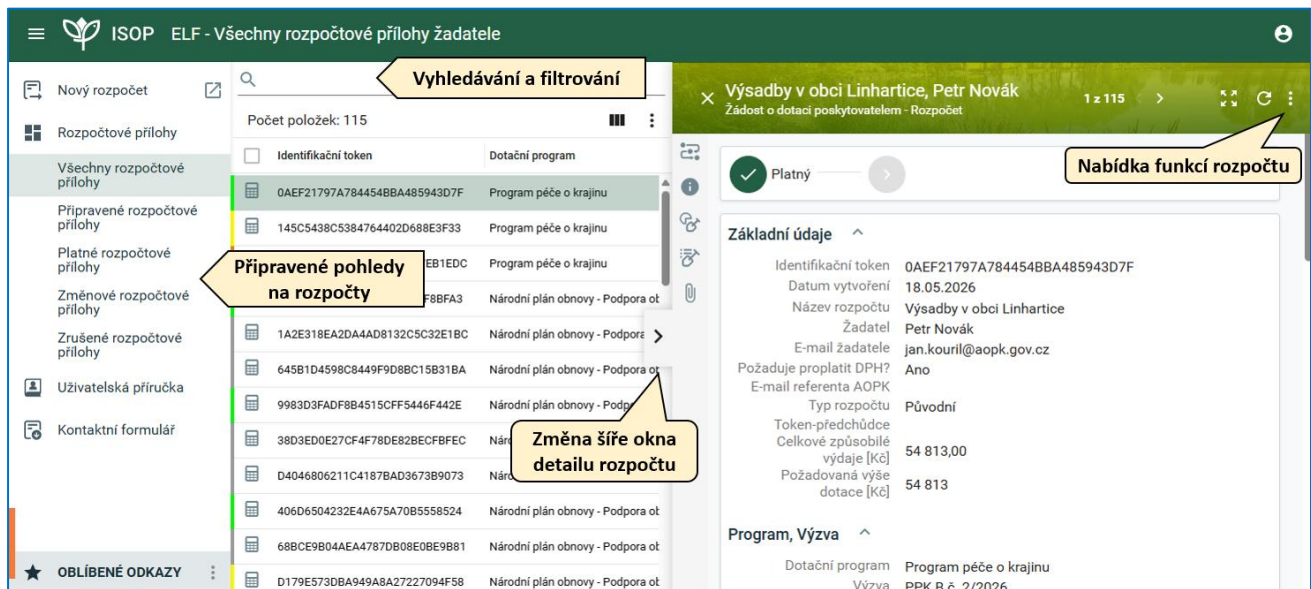 ISOP ELF - Všechny rozpočtové přílohy žadatele
Nový rozpočet
Rozpočtové přílohy
Všechny rozpočtové
přílohy
Připravené rozpočtové
přílohy
Platné rozpočtové
přílohy
Změnové rozpočtové
přílohy
Zrušené rozpočtové
přílohy
Uživatelská příručka
Kontaktní formulář
OBLÍBENÉ ODKAZY
Vyhledávání a filtrování
Počet položek: 115
Identifikační token Dotační program
0AEF21797A784454BBA485943D7F Program péče o krajinu
145C5438C5384764402D688E3F33 Program péče o krajinu
EB1EDC Program péče o krajinu
F8BFA3 Národní plán obnovy - Podpora ob
1A2E318EA2DA4AD8132C5C32E1BC Národní plán obnovy - Podpora
645B1D4598C8449F9D8BC15B31BA Národní plán obnovy - Podpora ob
9983D3FADF8B4515CFF5446F442E Národní plán obnovy - Podp
38D3ED0E27CF4F78DE82BECFBFEC Náro
D4046806211C4187BAD3673B9073 Náro
406D6504232E4A675A70B5558524 Národní plán obnovy - Podpora ob
68BCE9B04AEA4787DB08E0BE9B81 Národní plán obnovy - Podpora ob
D179E573DBA949A8A27227094F58 Národní plán obnovy - Podpora ob
Připravené pohledy
na rozpočty
Změna šíře okna
detailu rozpočtu
Výsadby v obci Linhartice, Petr Novák
Žádost o dotaci poskytovatelem - Rozpočet
1 z 115
Nabídka funkcí rozpočtu
Platný
Základní údaje
Identifikační token 0AEF21797A784454BBA485943D7F
Datum vytvoření 18.05.2026
Název rozpočtu Výsadby v obci Linhartice
Žadatel Petr Novák
E-mail žadatele jan.kouril@aopk.gov.cz
Požaduje proplatit DPH? Ano
E-mail referenta AOPK
Typ rozpočtu Původní
Token-předchůdce
Celkové způsobilé
výdaje [Kč] 54 813,00
Požadovaná výše
dotace [Kč] 54 813
Program, Výzva
Dotační program Program péče o krajinu
Výzva PPK B č. 2/2026